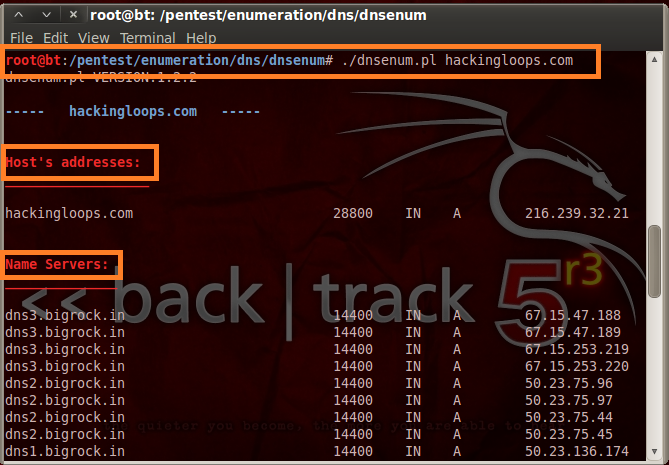 root@bt: /pentest/enumeration/dns/dnsenum
File Edit View Terminal Help
root@bt:/pentest/enumeration/dns/dnsenum# ./dnsenum.pl hackingloops.com
dnsenum.pl VERSION:1.2.2
----- hackingloops.com -----
Host's addresses:
hackingloops.com 28800 IN A 216.239.32.21
Name Servers:
<< back | track 5 r3
dns3.bigrock.in 14400 IN A 67.15.47.188
dns3.bigrock.in 14400 IN A 67.15.47.189
dns3.bigrock.in 14400 IN A 67.15.253.219
dns3.bigrock.in 14400 IN A 67.15.253.220
dns2.bigrock.in 14400 IN A 50.23.75.96
dns2.bigrock.in 14400 IN A 50.23.75.97
dns2.bigrock.in 14400 IN A 50.23.75.44
quieter you become, the you are able to
dns2.bigrock.in 14400 IN A 50.23.75.45
dns1.bigrock.in 14400 IN A 50.23.136.174